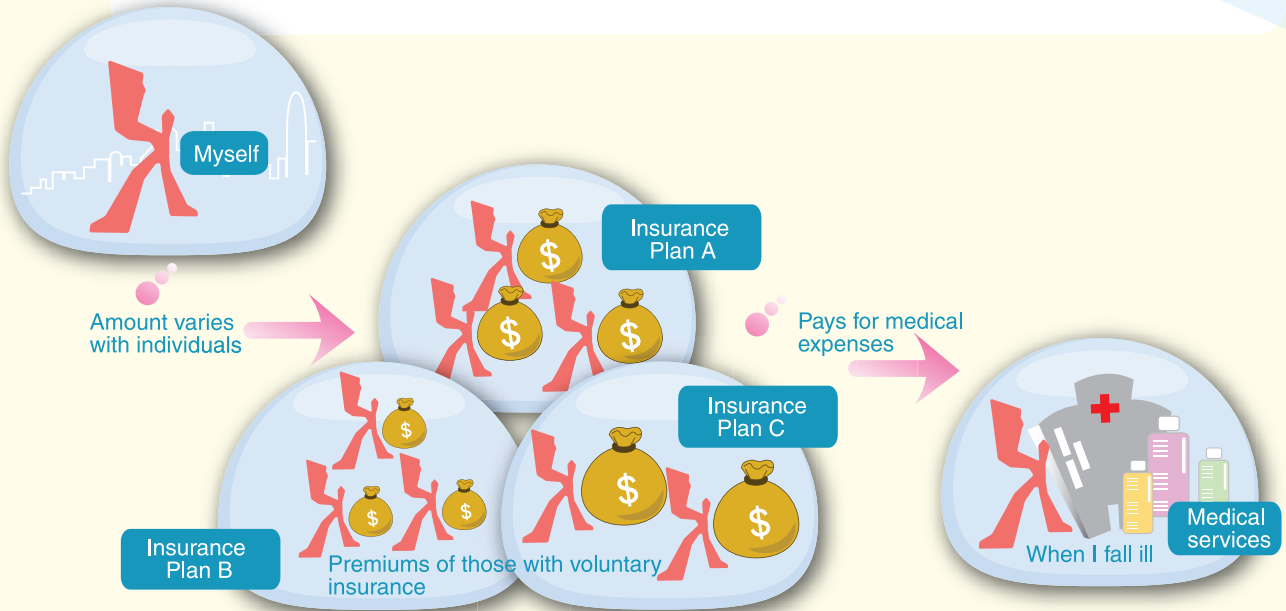 Myself
Amount varies
with individuals
Insurance
Plan A
$
$
$
Pays for medical
expenses
Insurance
Plan B
$
$
$
Premiums of those with voluntary
insurance
Insurance
Plan C
$
$
When I fall ill
Medical
services